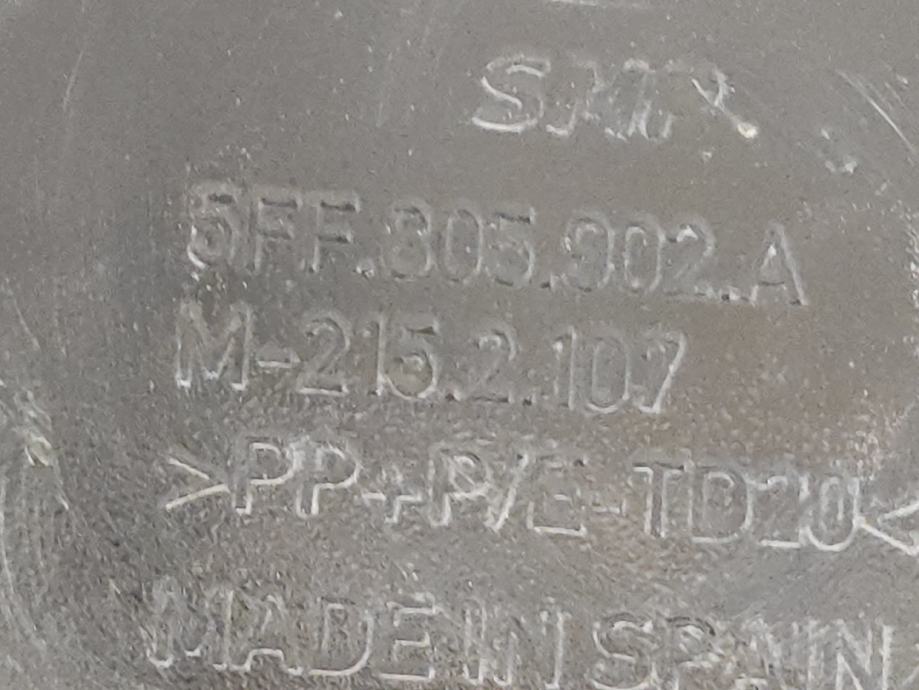 5FF.805.902..A
M-215.2.107
>PP+P/E-TD20<
MADE IN SPAIN